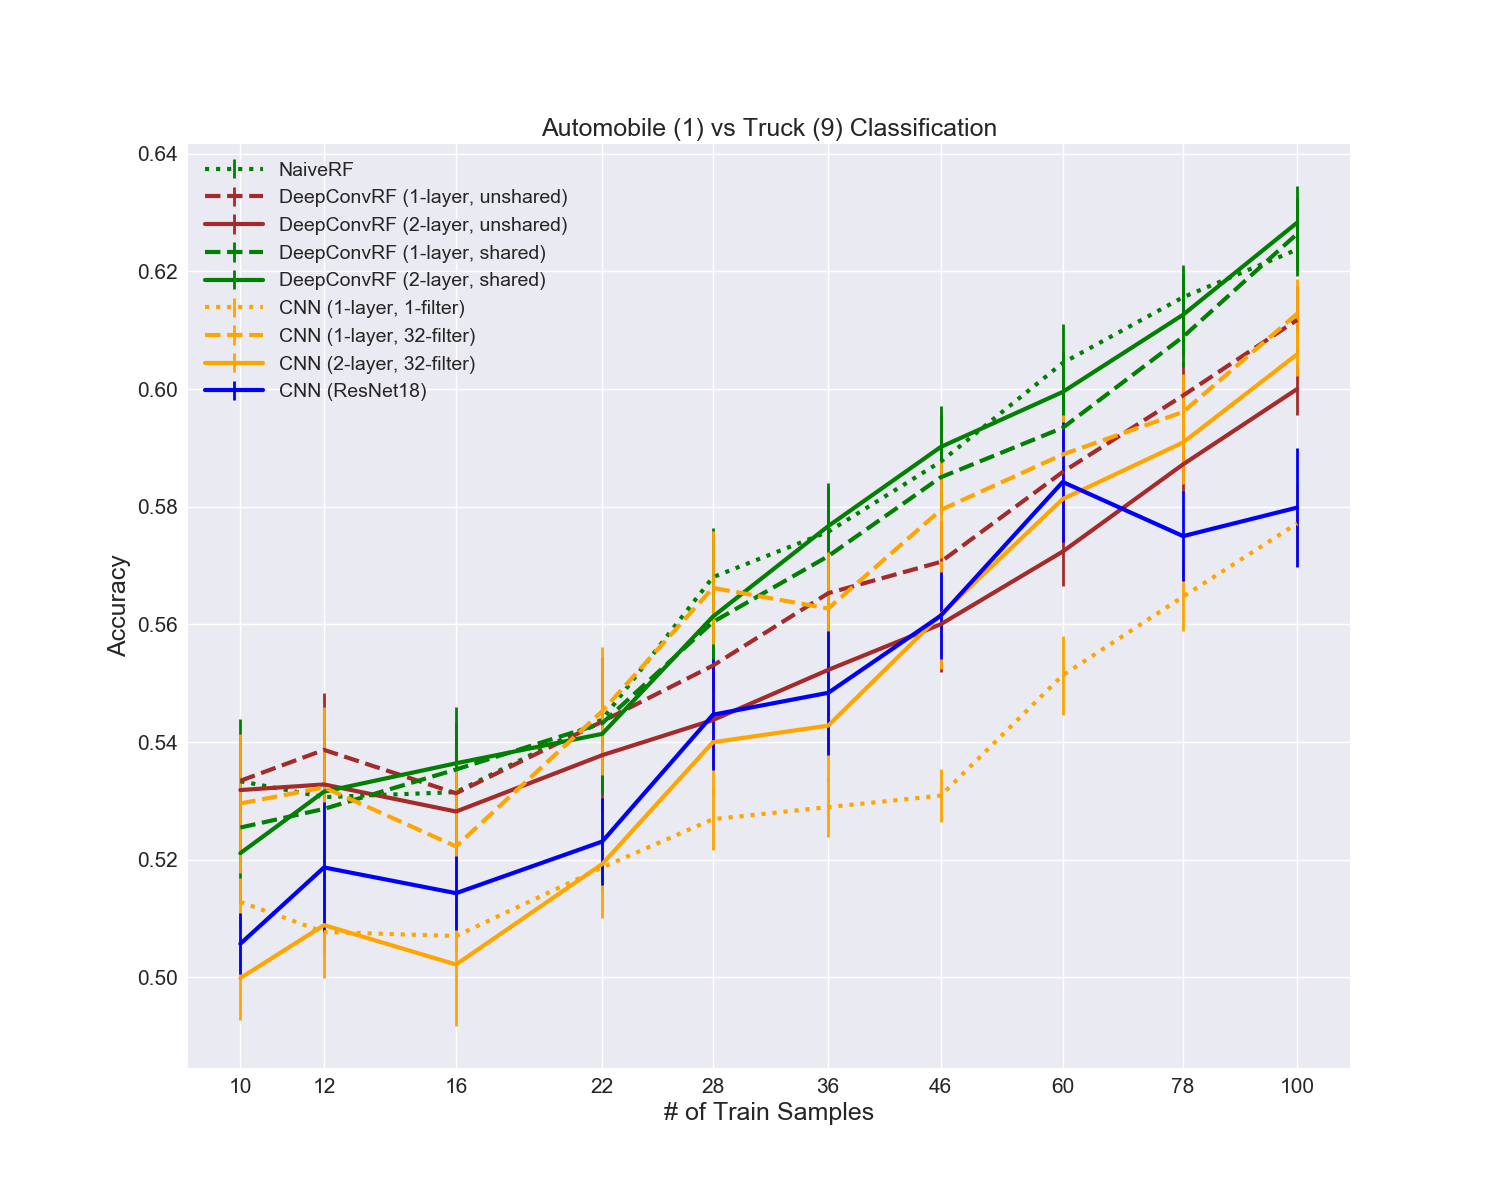 Automobile (1) vs Truck (9) Classification
0.64
0.62
0.60
0.58
0.56
0.54
0.52
0.50
Accuracy
NaiveRF
DeepConvRF (1-layer, unshared)
DeepConvRF (2-layer, unshared)
DeepConvRF (1-layer, shared)
DeepConvRF (2-layer, shared)
CNN (1-layer, 1-filter)
CNN (1-layer, 32-filter)
CNN (2-layer, 32-filter)
CNN (ResNet18)
10 12 16 22 28 36 46 60 78 100
# of Train Samples